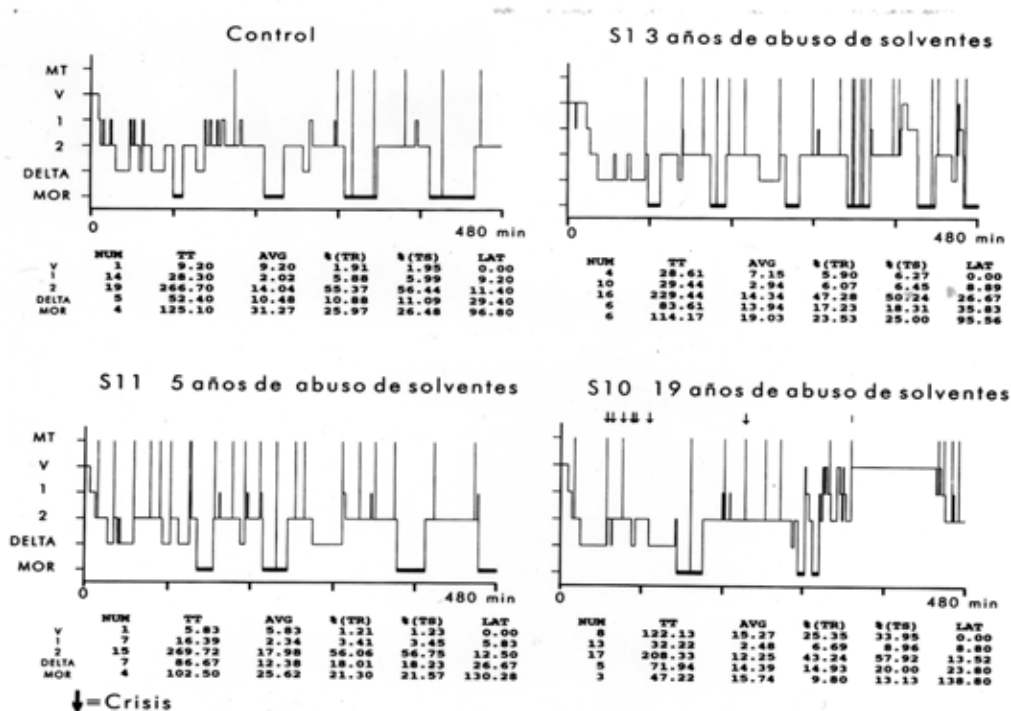 Control
MT
V
1
2
DELTA
MOR
0
480 min
NUM TT AVG %(TR) %(TS) LAT
V 1 9.20 9.20 1.91 1.95 0.00
1 14 28.30 2.02 5.88 5.99 9.20
2 19 266.70 14.04 55.37 56.44 11.40
DELTA 5 52.40 10.48 10.88 11.09 29.40
MOR 4 125.10 31.27 25.97 26.48 96.80
S1 3 años de abuso de solventes
0
480 min
NUM TT AVG %(TR) %(TS) LAT
4 28.61 7.15 5.90 6.27 0.00
10 29.44 2.94 6.07 6.45 8.89
16 229.44 14.34 47.28 50.24 26.67
6 83.61 13.94 17.23 18.31 35.83
6 114.17 19.03 23.53 25.00 95.56
S11 5 años de abuso de solventes
MT
V
1
2
DELTA
MOR
0
480 min
NUM TT AVG %(TR) %(TS) LAT
V 1 5.83 5.83 1.21 1.23 0.00
1 7 16.39 2.34 3.41 3.45 5.83
2 15 269.72 17.98 56.06 56.75 12.50
DELTA 7 86.67 12.38 18.01 18.23 26.67
MOR 4 102.50 25.62 21.30 21.57 130.28
S10 19 años de abuso de solventes
0
480 min
NUM TT AVG %(TR) %(TS) LAT
8 122.13 15.27 25.35 33.95 0.00
13 32.22 2.48 6.69 8.96 8.80
17 208.33 12.25 43.24 57.92 13.52
5 71.94 14.39 14.93 20.00 23.80
3 47.22 15.74 9.80 13.13 138.80
=Crisis